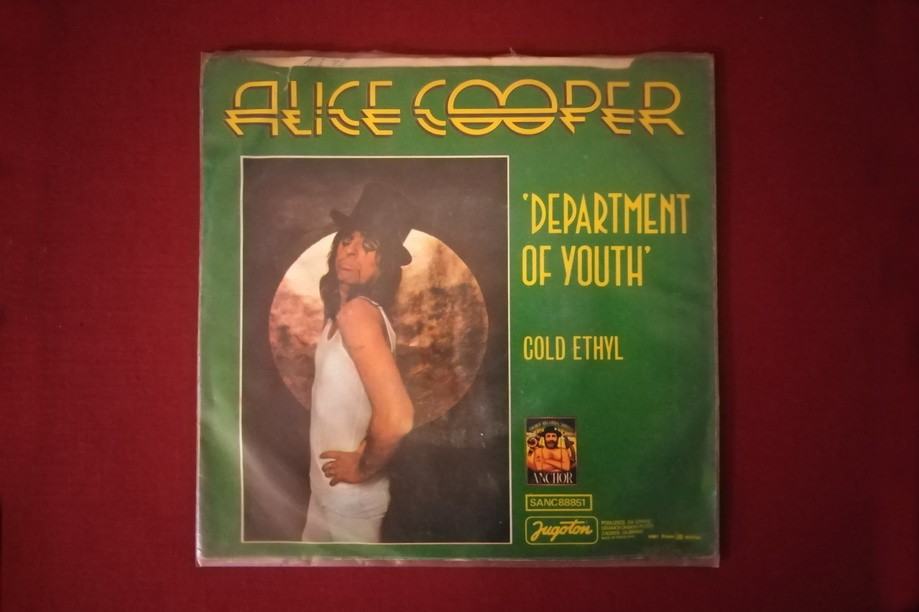 ALICE COOPER
'DEPARTMENT
OF YOUTH'
COLD ETHYL
ANCHOR
SANC88851
Jugoton